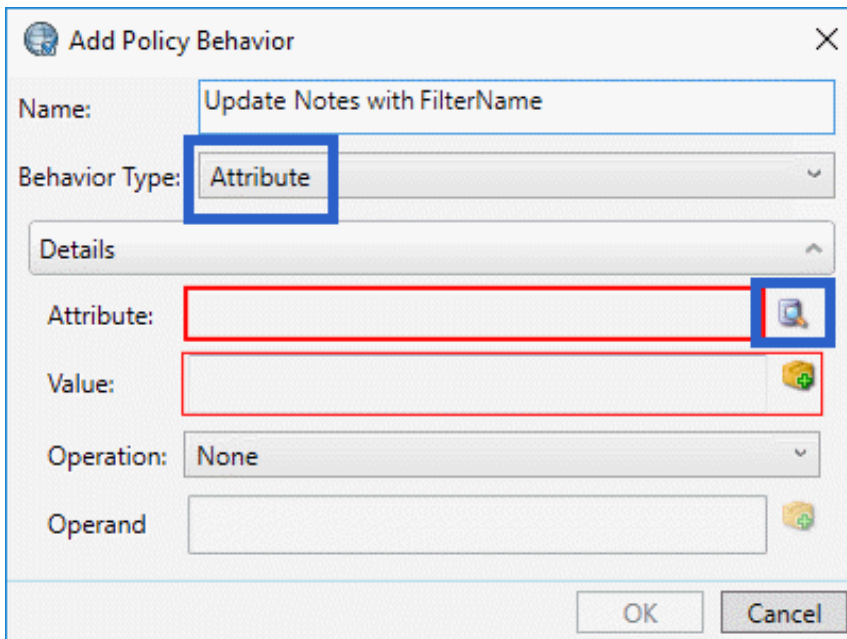 Add Policy Behavior
Name: Update Notes with FilterName
Behavior Type: Attribute
Details
Attribute:
Value:
Operation: None
Operand
OK Cancel